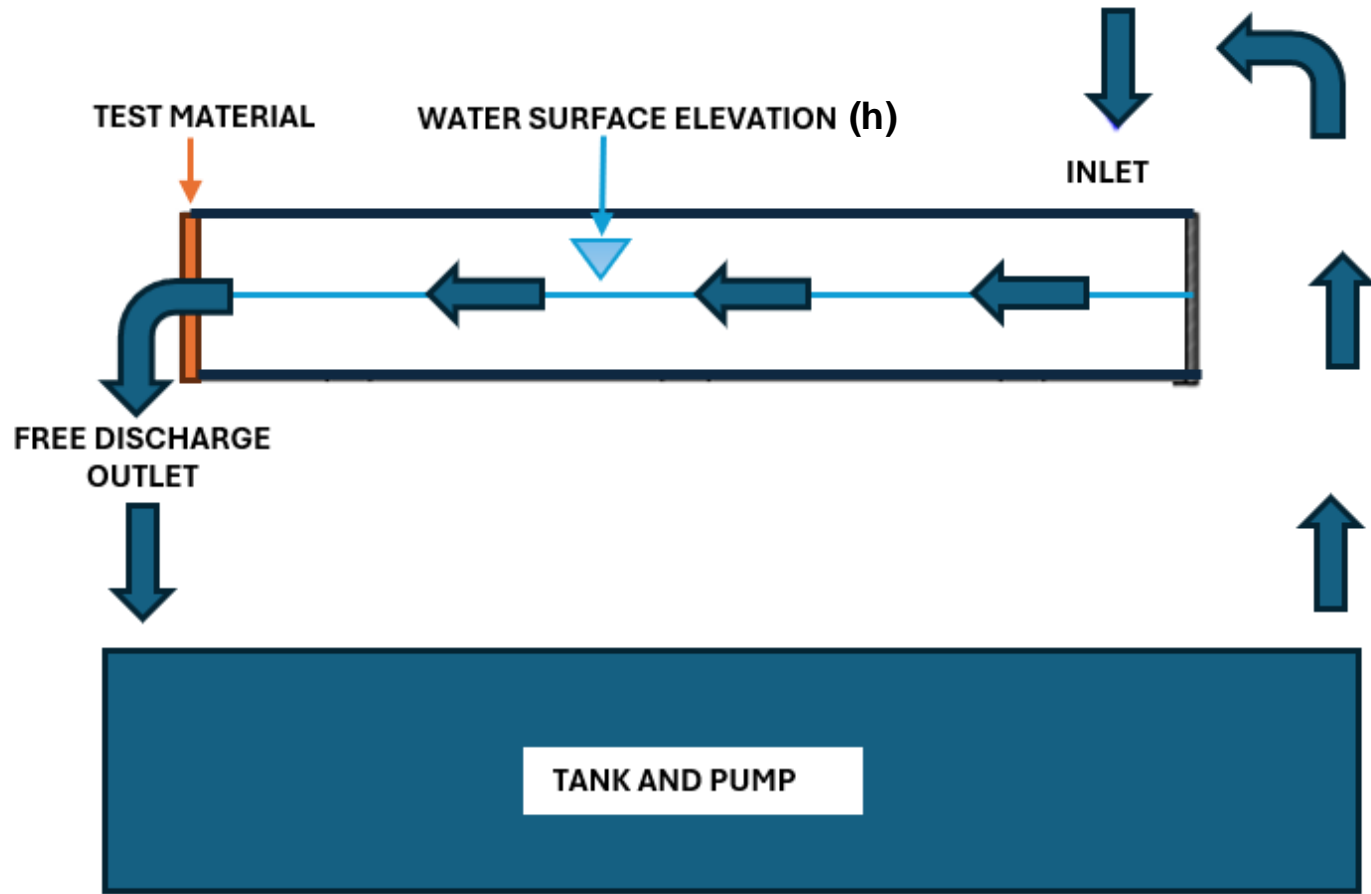 TEST MATERIAL
WATER SURFACE ELEVATION (h)
INLET
FREE DISCHARGE
OUTLET
TANK AND PUMP